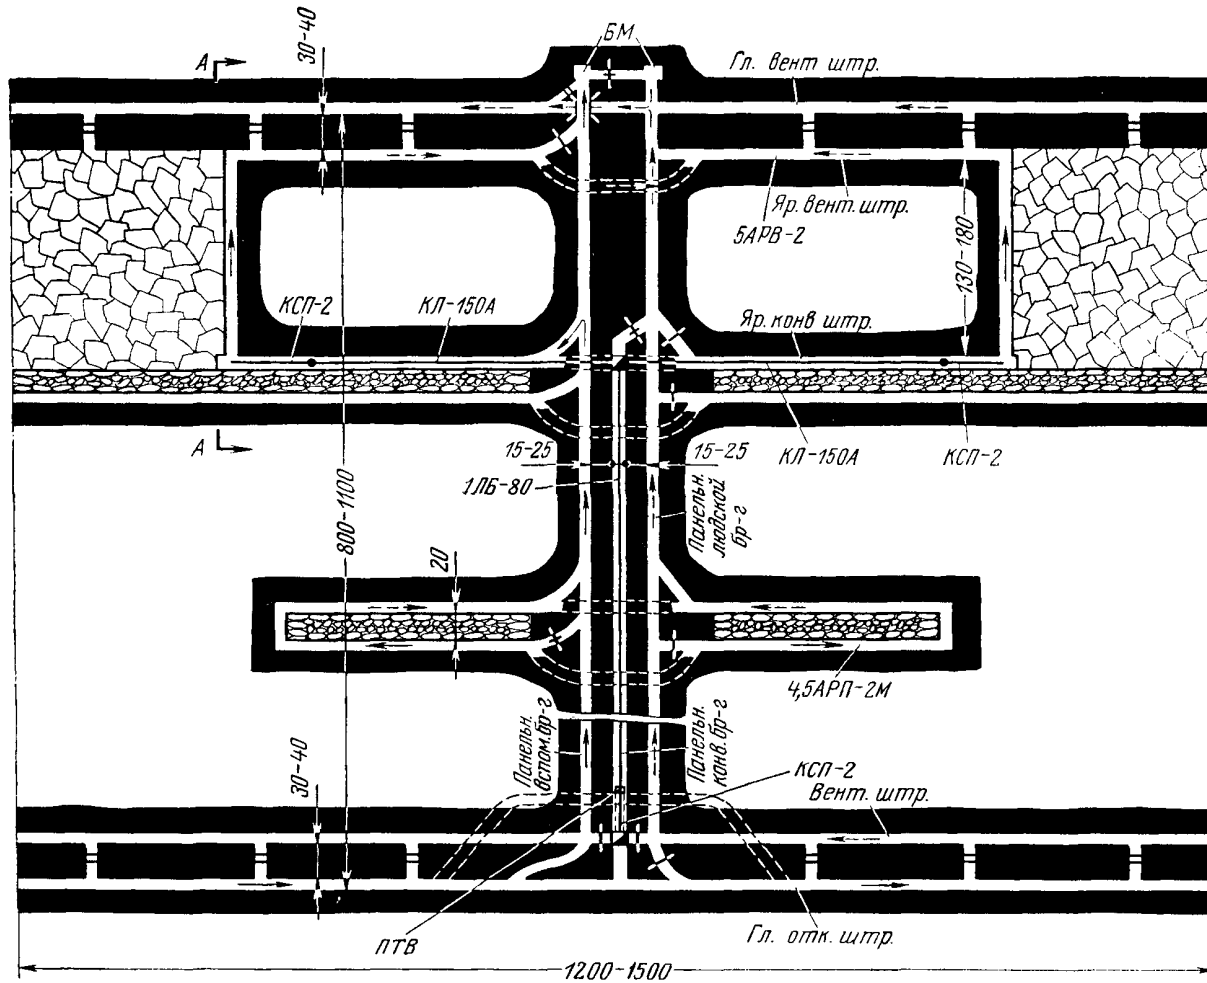 БМ
30-40
А
Гл. вент штр.
Яр. вент. штр.
5АРВ-2
130-180
КСП-2
КЛ-150А
Яр. конв штр.
А
15-25
15-25
КЛ-150А
КСП-2
1ЛБ-80
800-1100
Панельн.
людской
бр-г
20
4,5АРП-2М
Панельн.
вспом. бр-г
Панельн.
конв. бр-г
30-40
КСП-2
Вент. штр.
ПТВ
Гл. отк. штр.
1200-1500